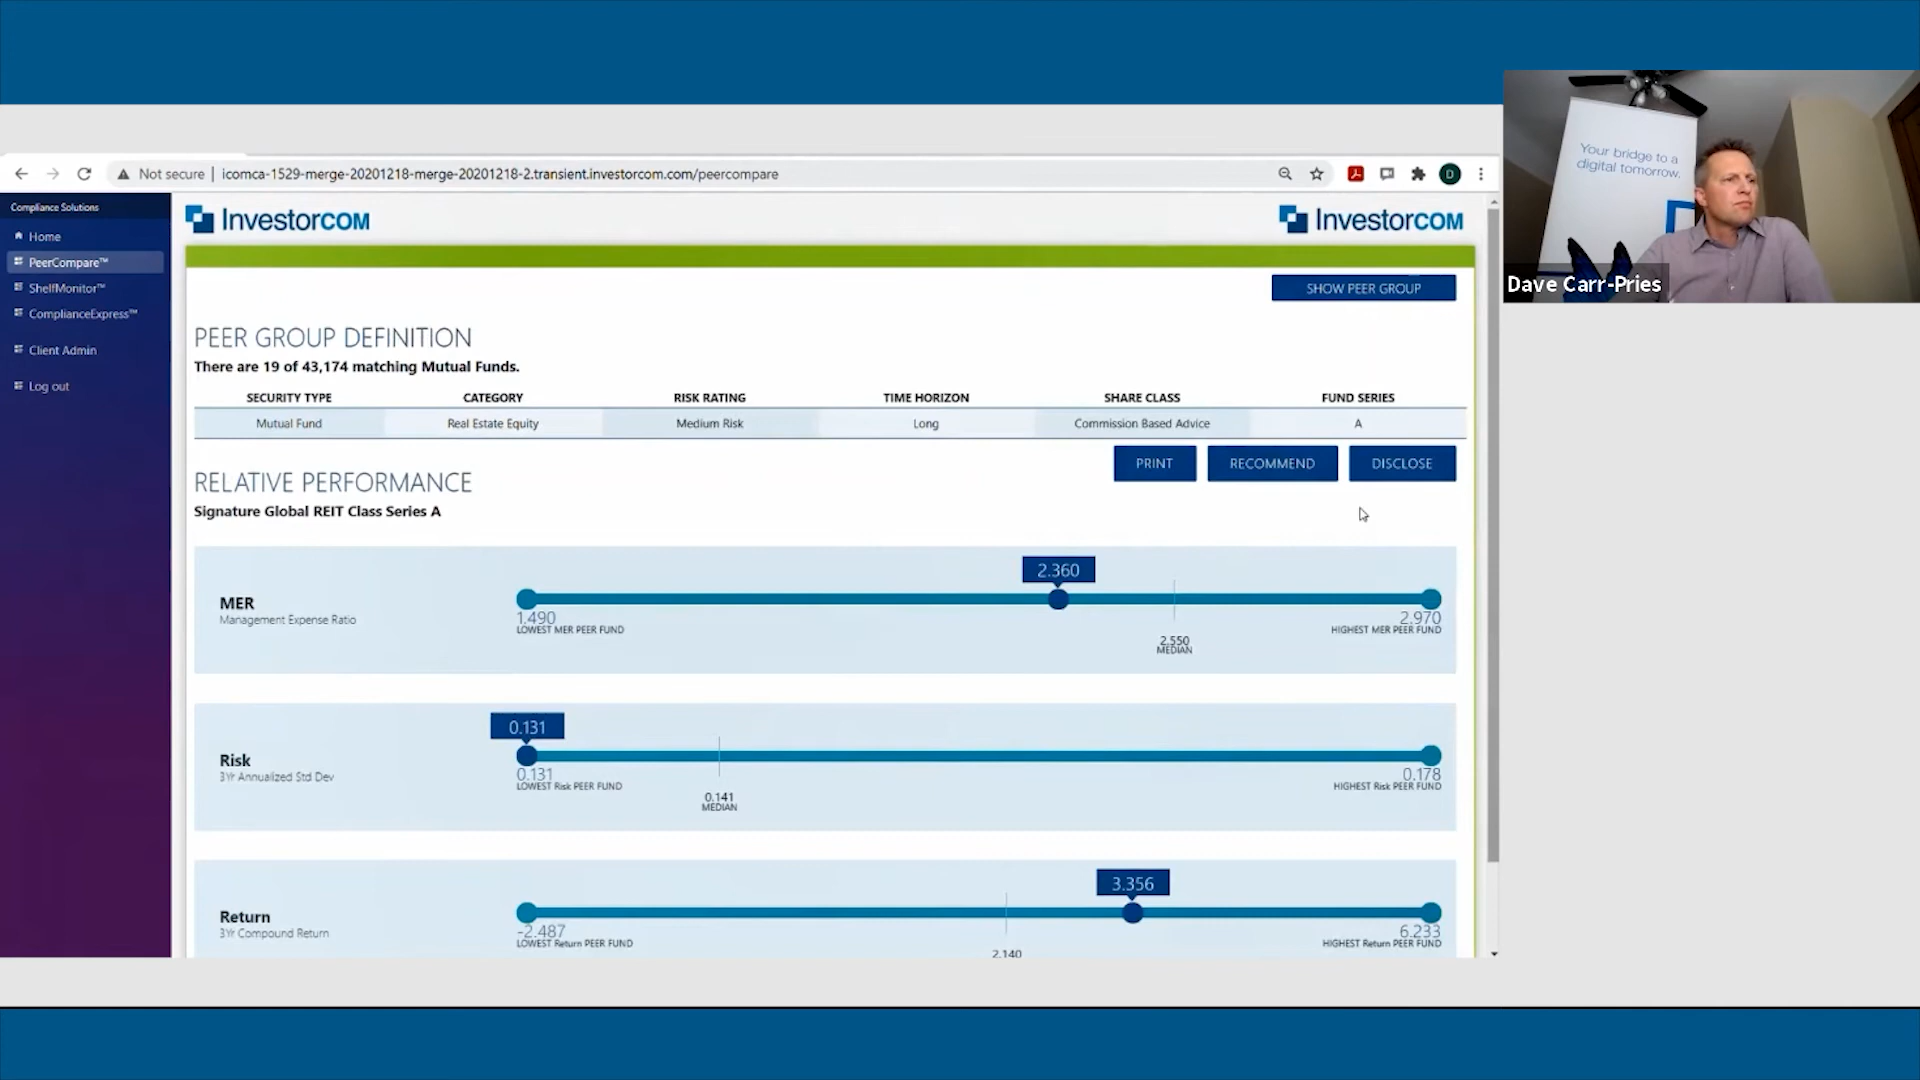 Not secure | icomca-1529-merge-20201218-merge-20201218-2.transient.investorcom.com/peercompare
D
Your bridge to a
digital tomorrow.
Dave Carr-Pries
Compliance Solutions
Home
PeerCompare™
ShelfMonitor™
ComplianceExpress™
Client Admin
Log out
InvestorCOM
InvestorCOM
SHOW PEER GROUP
PEER GROUP DEFINITION
There are 19 of 43,174 matching Mutual Funds.
SECURITY TYPE CATEGORY RISK RATING TIME HORIZON SHARE CLASS FUND SERIES
Mutual Fund Real Estate Equity Medium Risk Long Commission Based Advice A
PRINT RECOMMEND DISCLOSE
RELATIVE PERFORMANCE
Signature Global REIT Class Series A
2.360
MER
Management Expense Ratio
1.490
LOWEST MER PEER FUND
2.550
MEDIAN
2.970
HIGHEST MER PEER FUND
0.131
Risk
3Yr Annualized Std Dev
0.131
LOWEST Risk PEER FUND
0.141
MEDIAN
0.178
HIGHEST Risk PEER FUND
3.356
Return
3Yr Compound Return
-2.487
LOWEST Return PEER FUND
2.140
6.233
HIGHEST Return PEER FUND